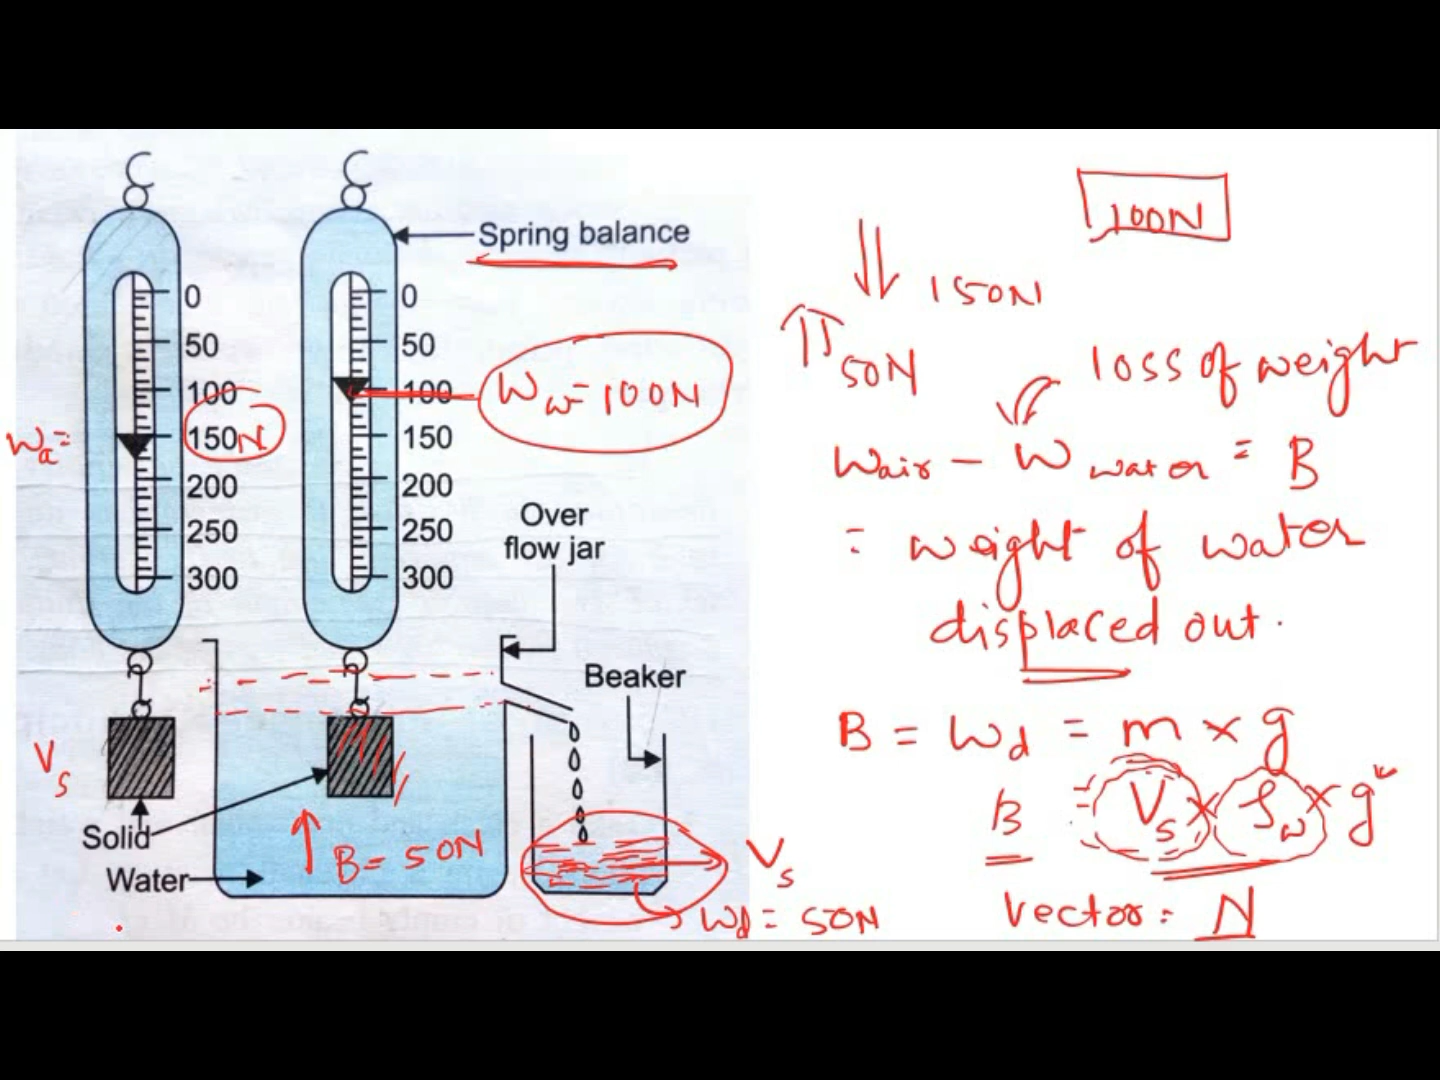 0
50
100
150 N
200
250
300
Wa =
0
50
100
150
200
250
300
Spring balance
Ww = 100N
Over
flow jar
Beaker
Vs
Solid
Water
B = 50N
Vs
Wd = 50N
100N
150N
50N
loss of weight
Wair - W water = B
= weight of water
displaced out.
B = Wd = m × g
B = Vs × ρw × g
Vector = N